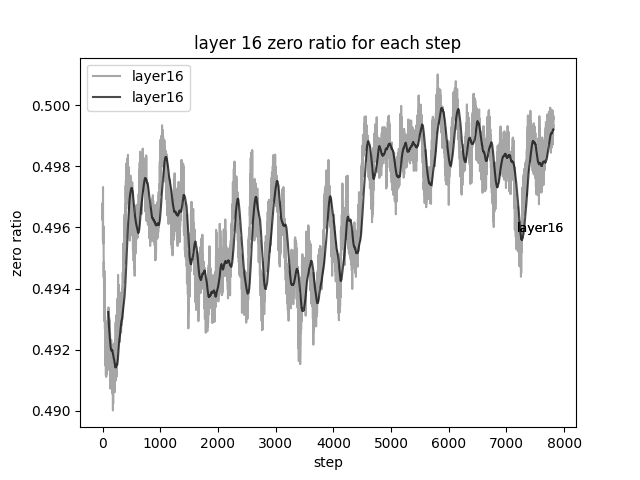 layer 16 zero ratio for each step
layer16
layer16
0.500
0.498
0.496
0.494
0.492
0.490
zero ratio
layer16
0 1000 2000 3000 4000 5000 6000 7000 8000
step